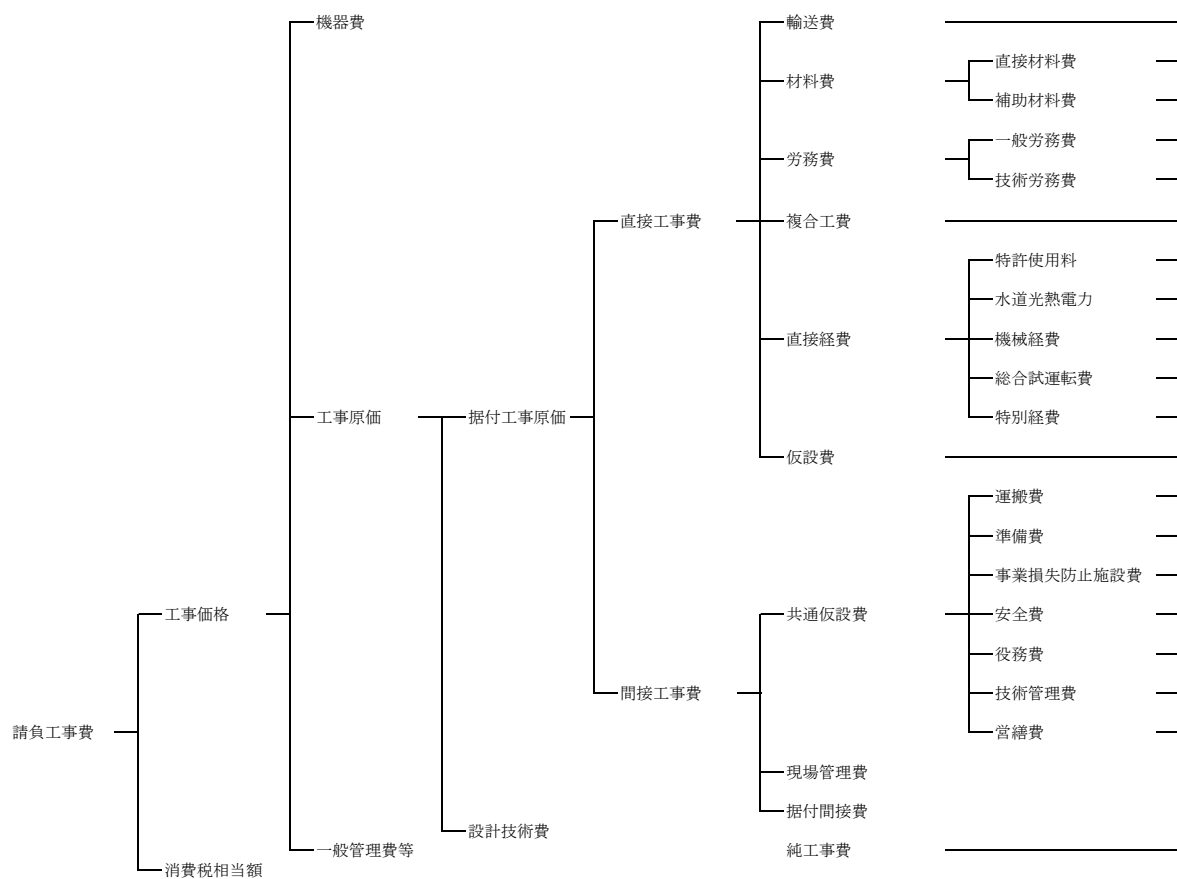 機器費
輸送費
直接材料費
材料費
補助材料費
一般労務費
労務費
技術労務費
直接工事費
複合工費
特許使用料
水道光熱電力
直接経費
機械経費
総合試運転費
工事原価
据付工事原価
特別経費
仮設費
運搬費
準備費
事業損失防止施設費
工事価格
共通仮設費
安全費
役務費
間接工事費
技術管理費
請負工事費
営繕費
現場管理費
据付間接費
設計技術費
一般管理費等
純工事費
消費税相当額